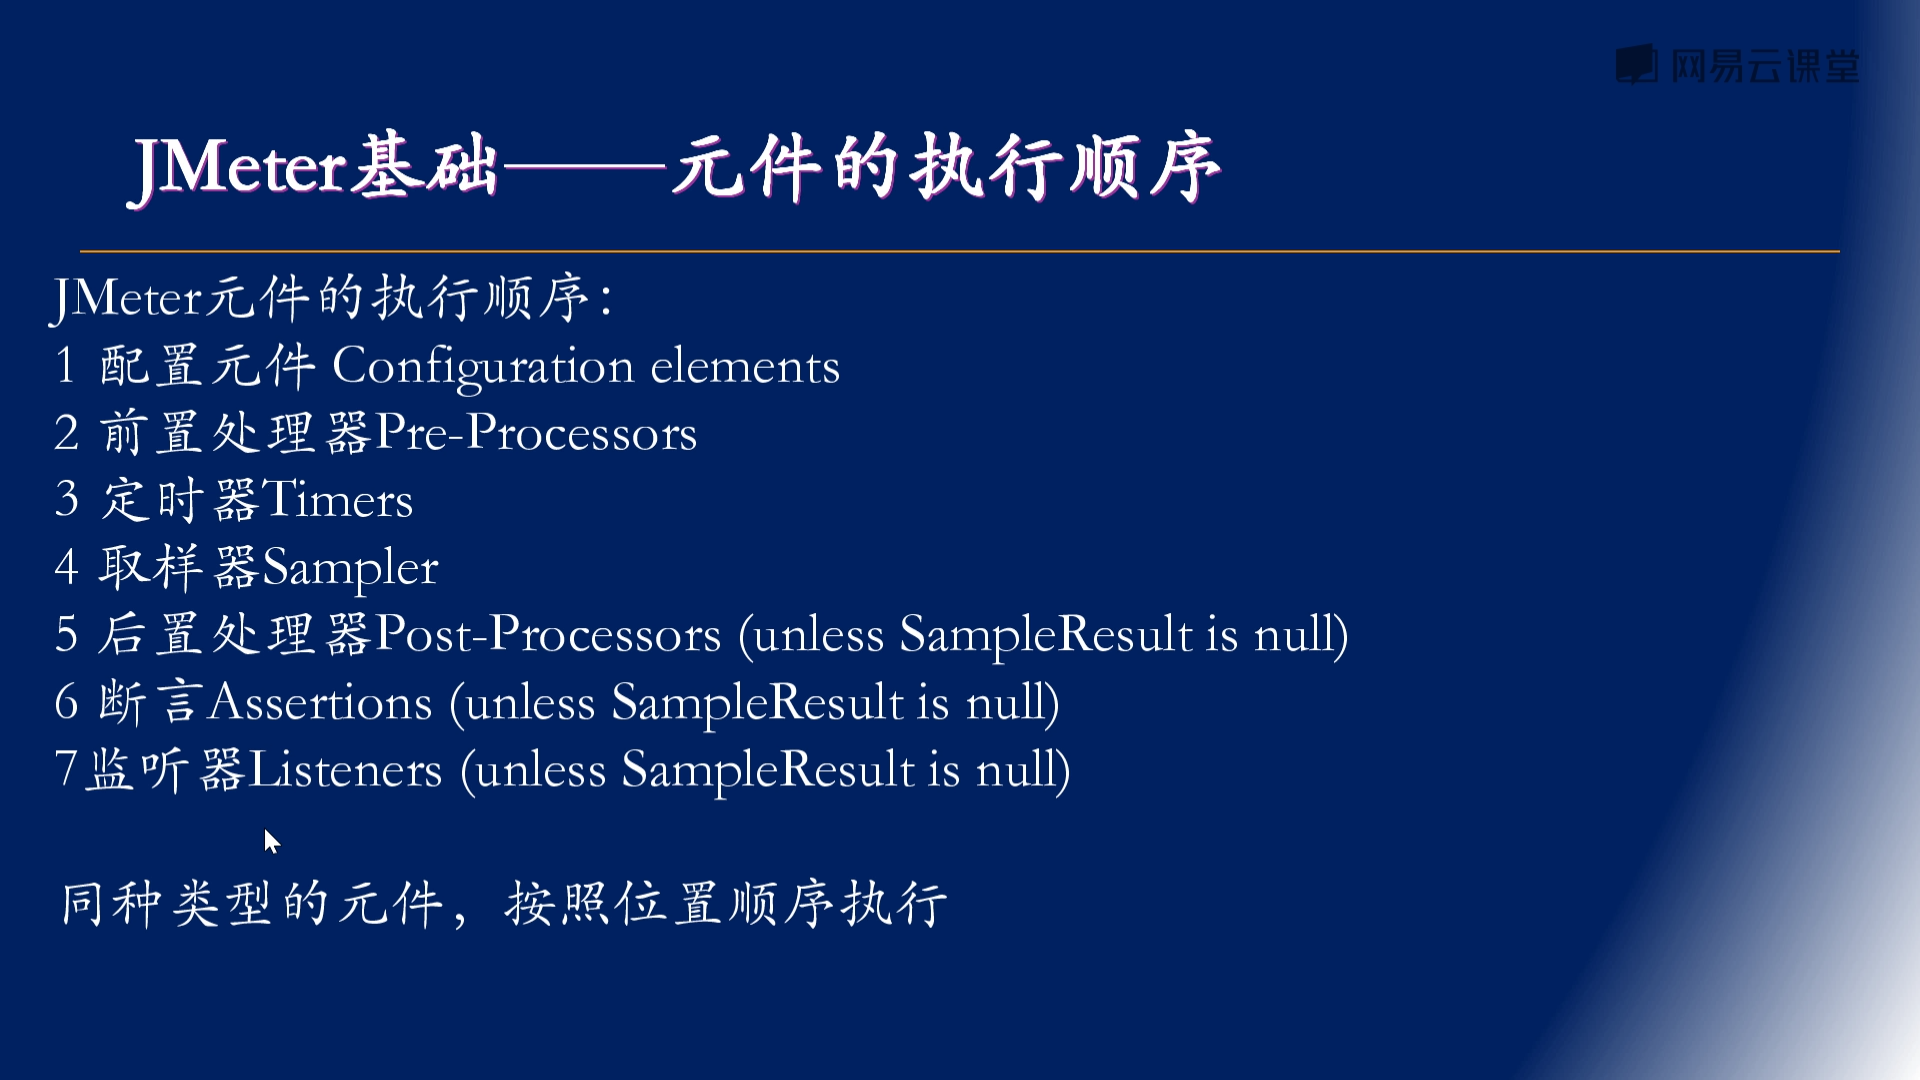 网易云课堂
JMeter基础——元件的执行顺序
JMeter元件的执行顺序：
1 配置元件 Configuration elements
2 前置处理器Pre-Processors
3 定时器Timers
4 取样器Sampler
5 后置处理器Post-Processors (unless SampleResult is null)
6 断言Assertions (unless SampleResult is null)
7监听器Listeners (unless SampleResult is null)
同种类型的元件，按照位置顺序执行